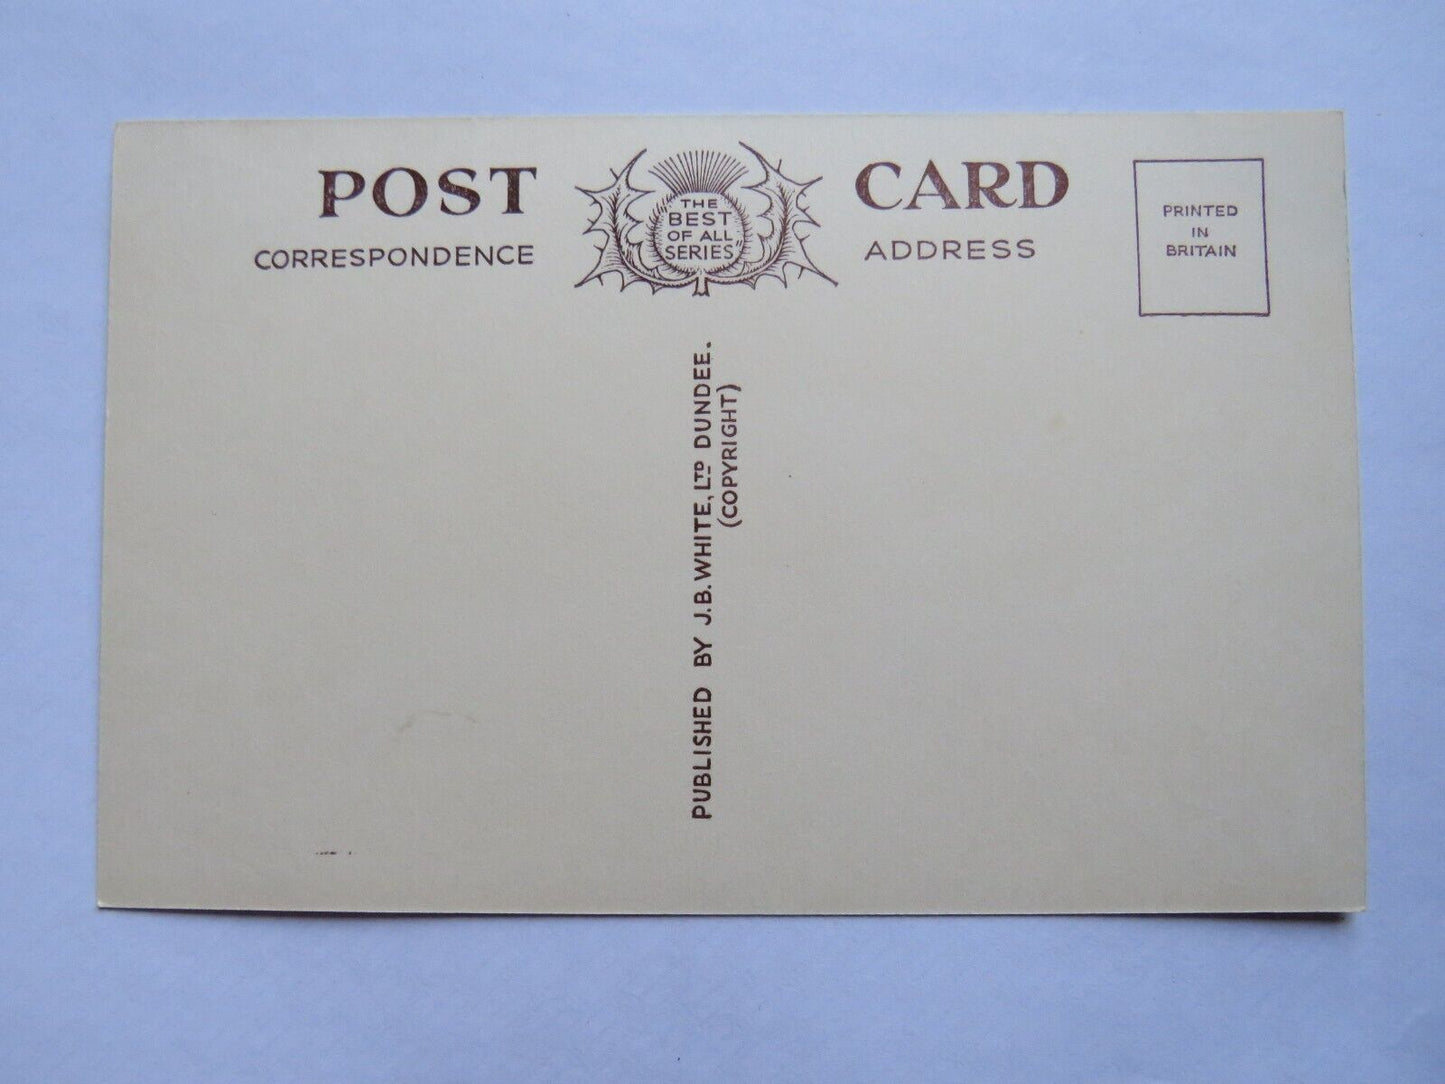 POST CARD
CORRESPONDENCE
"THE
BEST
OF ALL
SERIES"
ADDRESS
PRINTED
IN
BRITAIN
PUBLISHED BY J.B. WHITE, LTD DUNDEE.
(COPYRIGHT)